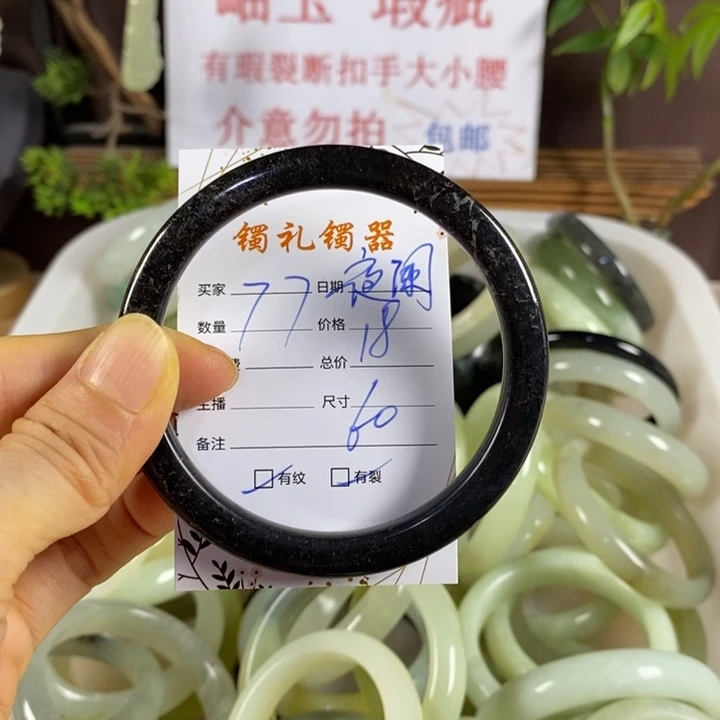 岫玉 瑕疵
有瑕裂断扣手大小腰
介意勿拍 包邮
镯礼镯器
买家 77 日期 夜阑
数量 价格 18
总价
主播 尺寸 60
备注
有纹 有裂